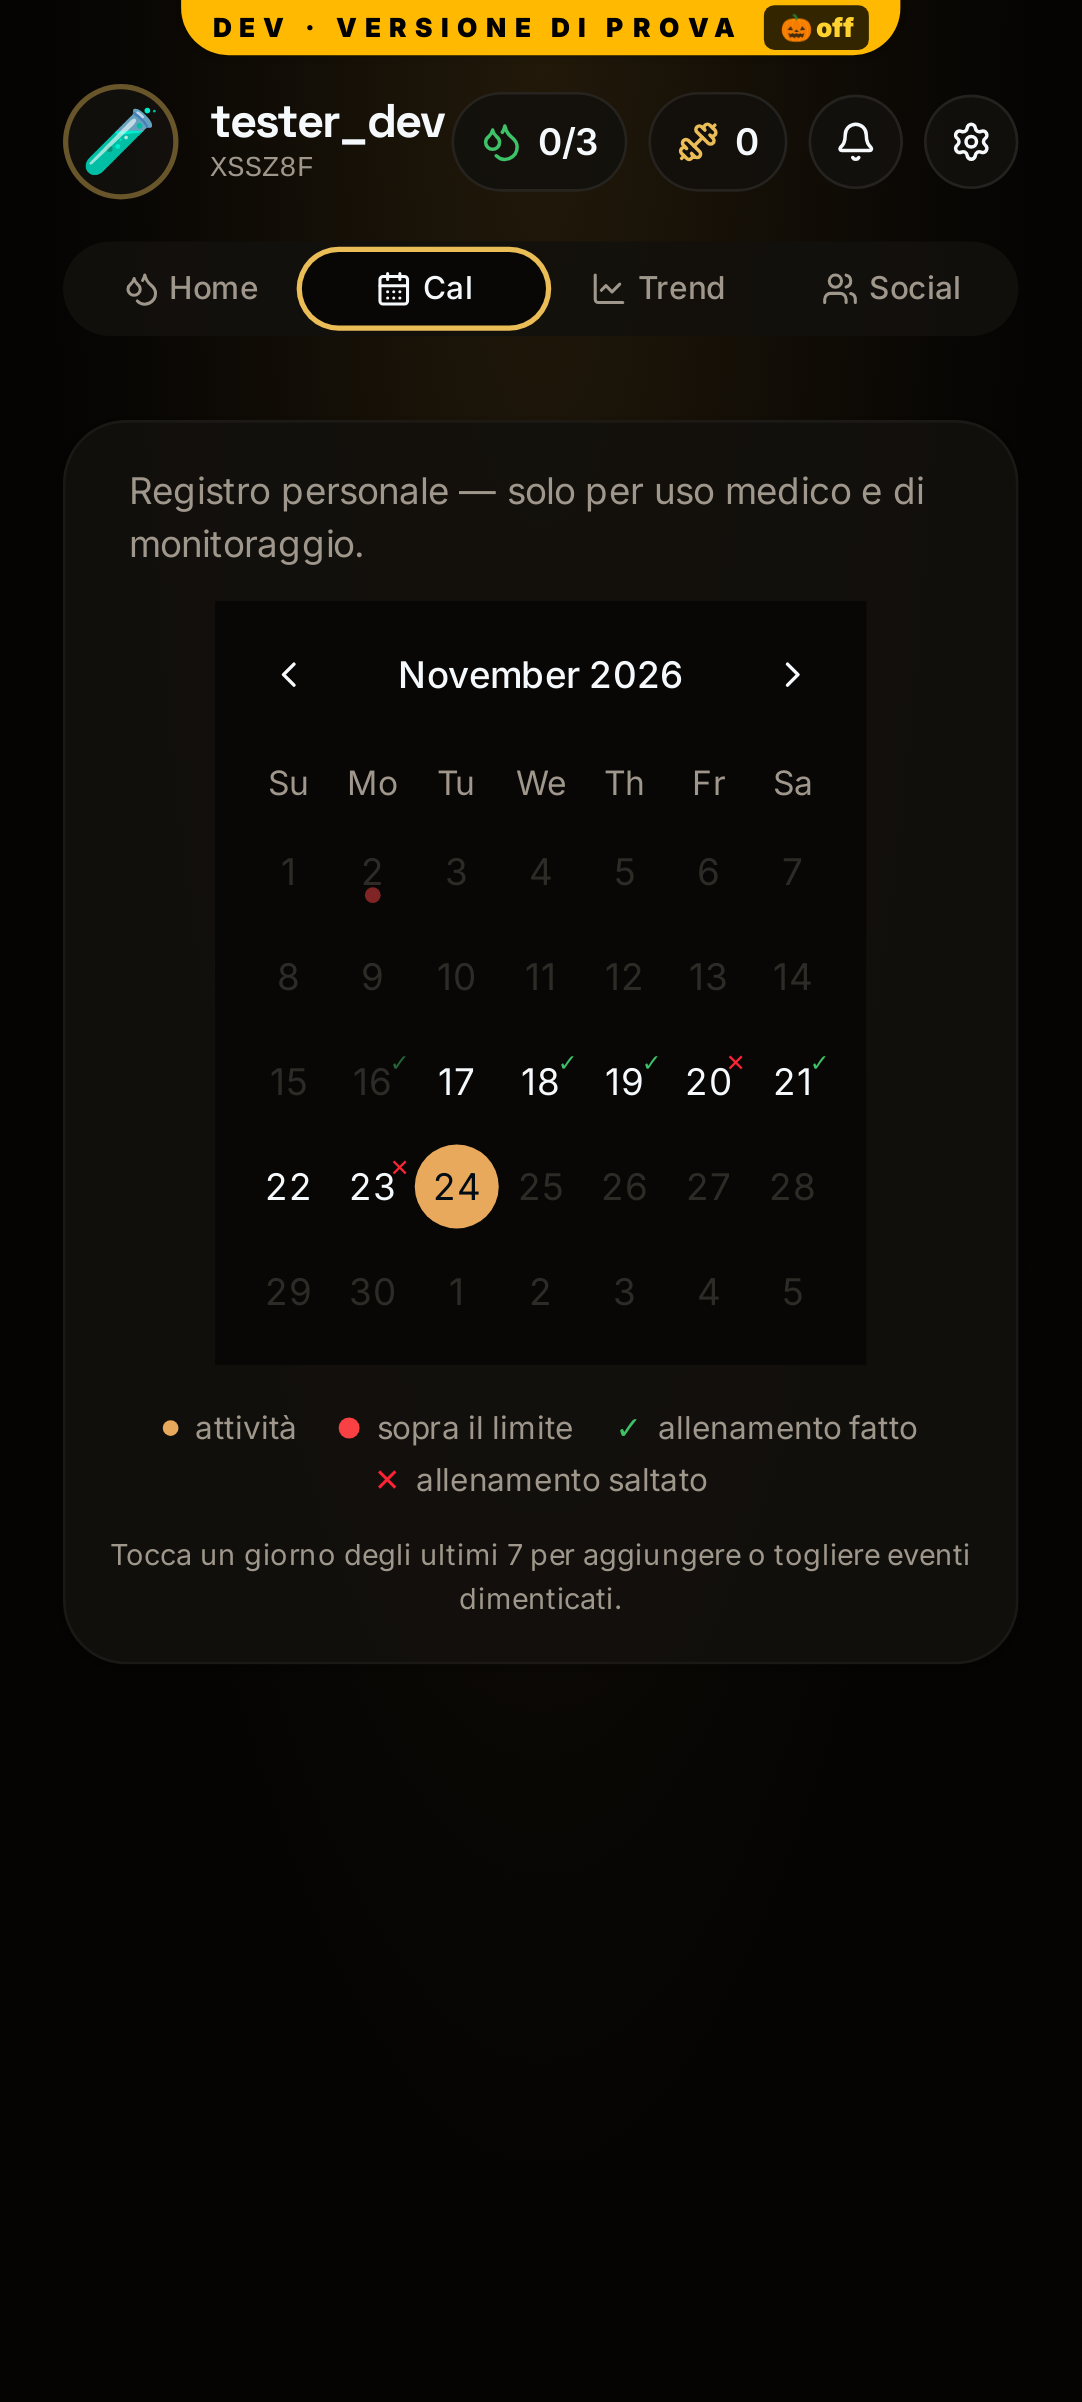 DEV · VERSIONE DI PROVA 🎃 off
tester_dev
XSSZ8F
0/3
0
Home Cal Trend Social
Registro personale — solo per uso medico e di
monitoraggio.
November 2026
Su Mo Tu We Th Fr Sa
1 2 3 4 5 6 7
8 9 10 11 12 13 14
15 16✓ 17 18✓ 19✓ 20✕ 21✓
22 23✕ 24 25 26 27 28
29 30 1 2 3 4 5
attività sopra il limite ✓ allenamento fatto
✕ allenamento saltato
Tocca un giorno degli ultimi 7 per aggiungere o togliere eventi
dimenticati.